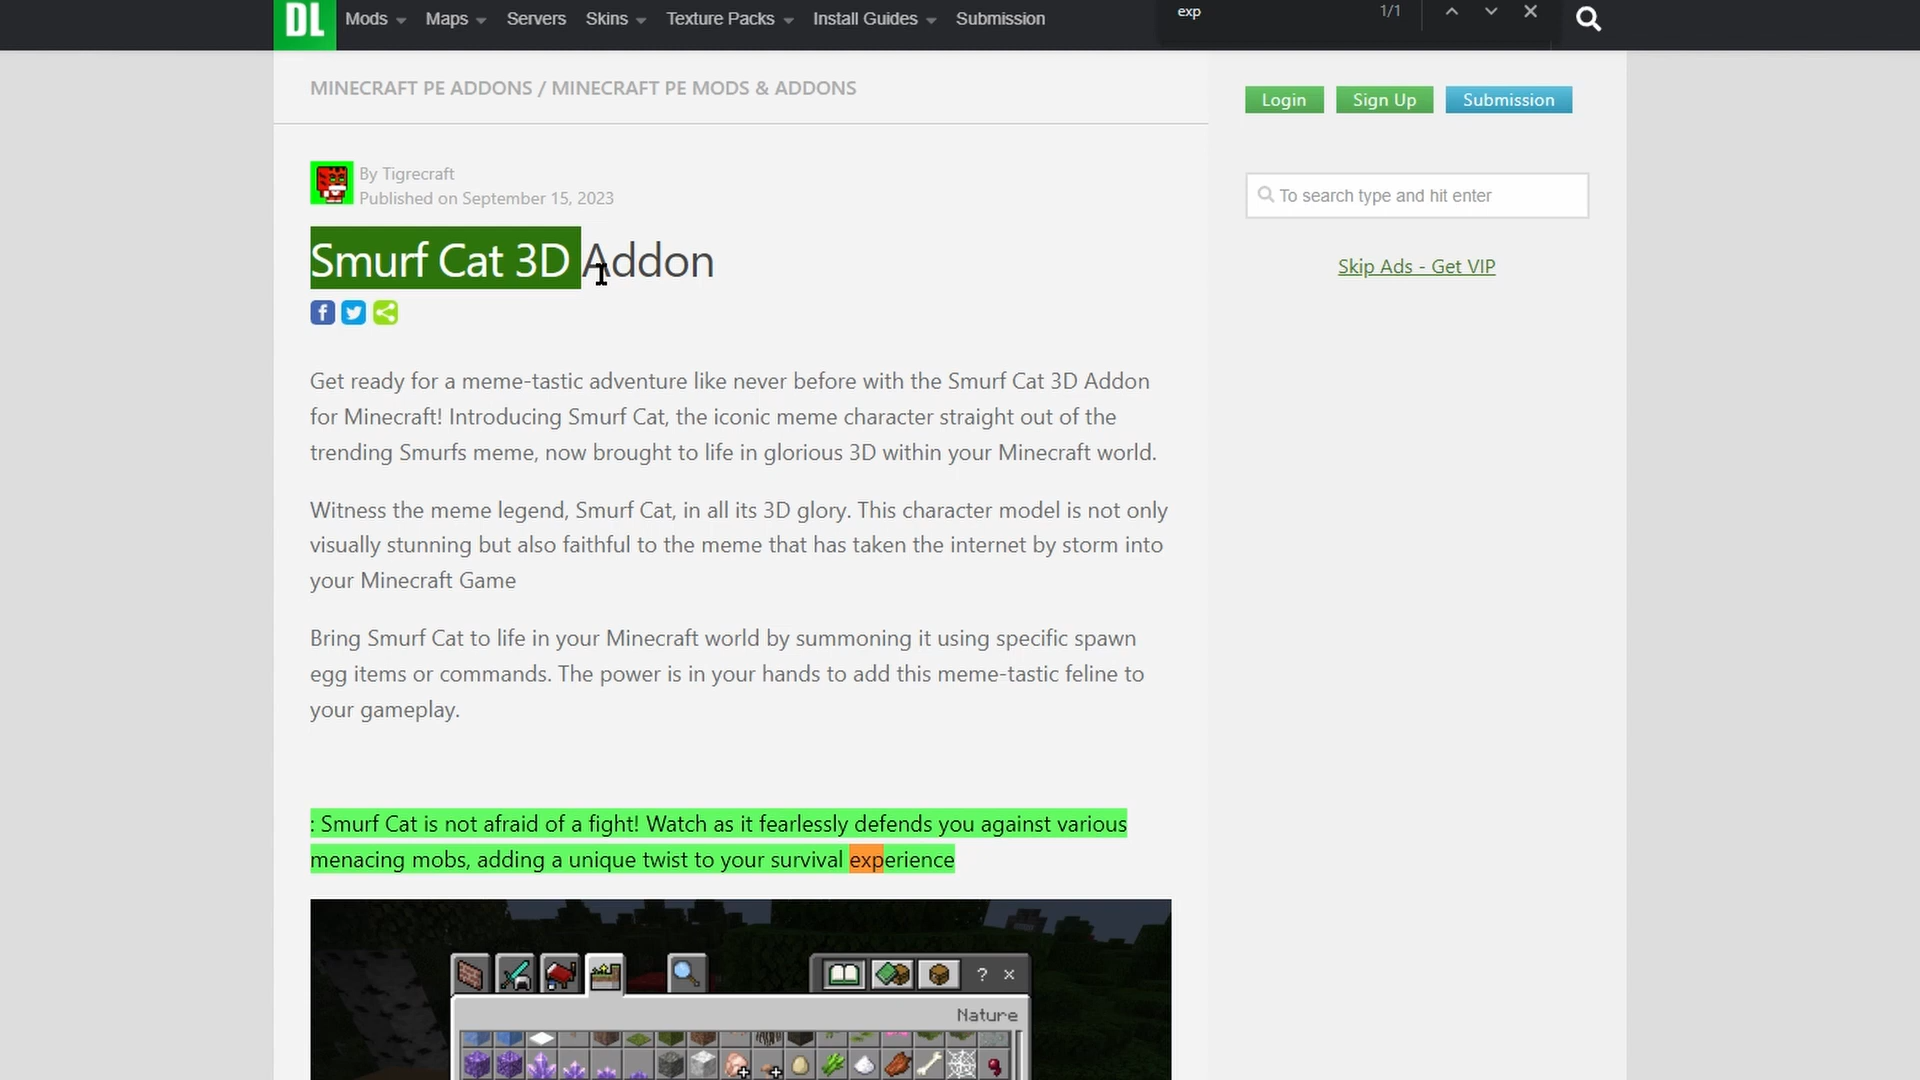 DL Mods Maps Servers Skins Texture Packs Install Guides Submission exp 1/1
MINECRAFT PE ADDONS / MINECRAFT PE MODS & ADDONS
Login Sign Up Submission
By Tigrecraft
Published on September 15, 2023
To search type and hit enter
Smurf Cat 3D Addon
Skip Ads - Get VIP
Get ready for a meme-tastic adventure like never before with the Smurf Cat 3D Addon
for Minecraft! Introducing Smurf Cat, the iconic meme character straight out of the
trending Smurfs meme, now brought to life in glorious 3D within your Minecraft world.
Witness the meme legend, Smurf Cat, in all its 3D glory. This character model is not only
visually stunning but also faithful to the meme that has taken the internet by storm into
your Minecraft Game
Bring Smurf Cat to life in your Minecraft world by summoning it using specific spawn
egg items or commands. The power is in your hands to add this meme-tastic feline to
your gameplay.
: Smurf Cat is not afraid of a fight! Watch as it fearlessly defends you against various
menacing mobs, adding a unique twist to your survival experience
? ×
Nature